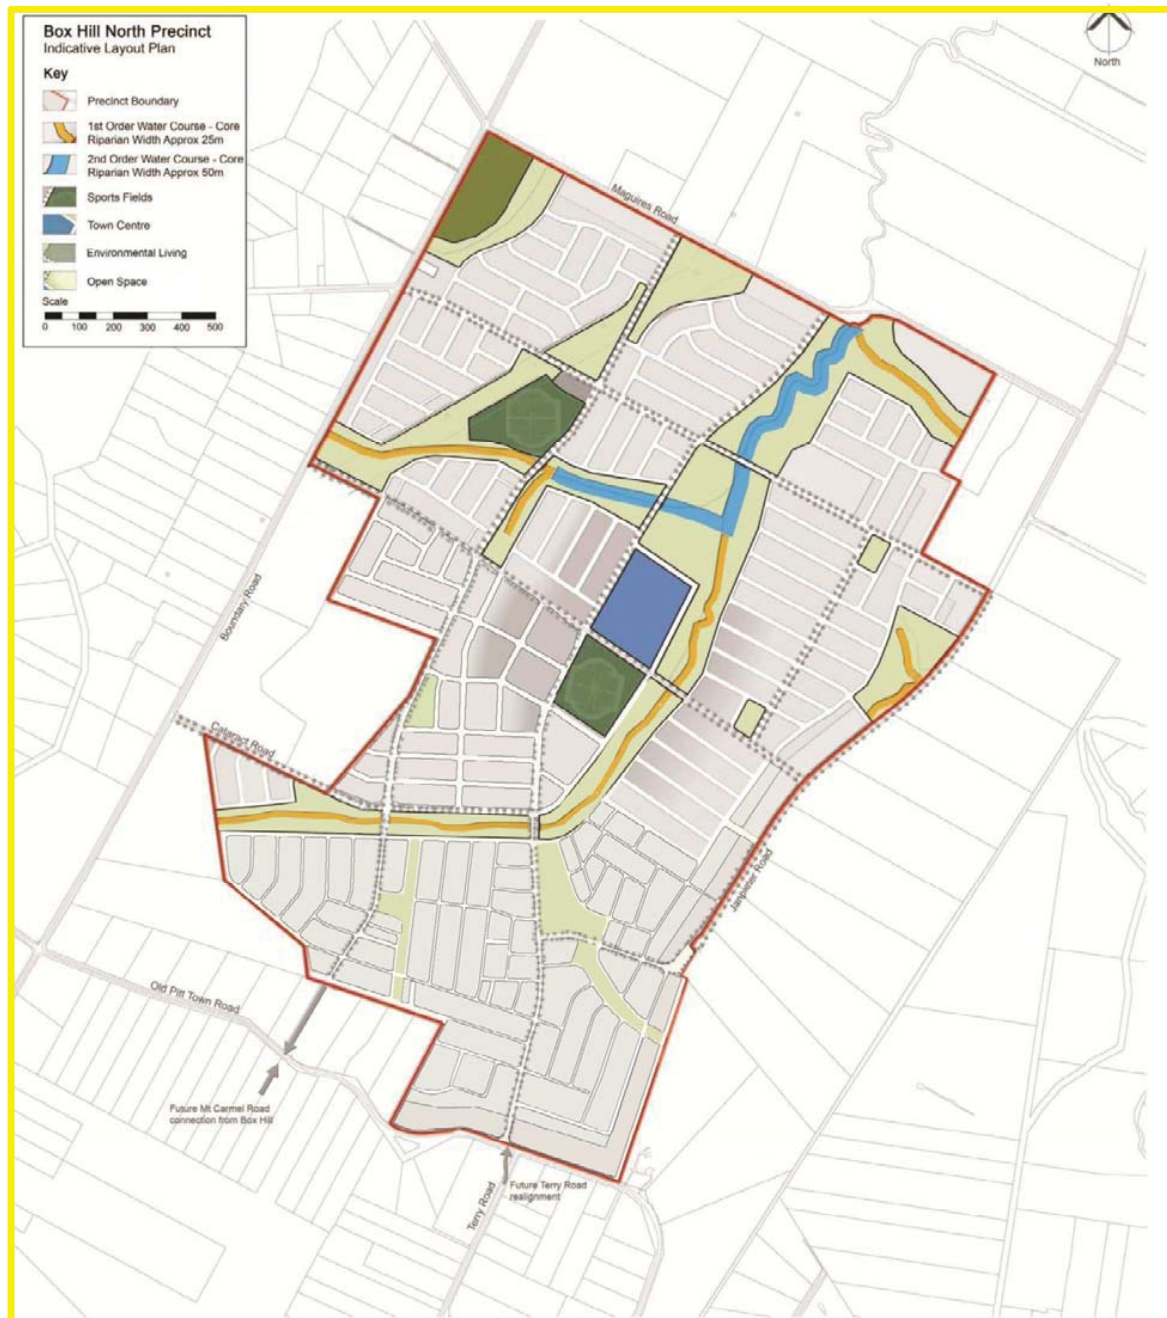 Box Hill North Precinct
Indicative Layout Plan
Key
Precinct Boundary
1st Order Water Course - Core
Riparian Width Approx 25m
2nd Order Water Course - Core
Riparian Width Approx 50m
Sports Fields
Town Centre
Environmental Living
Open Space
Scale
0 100 200 300 400 500
North
Maguires Road
Boundary Road
Cataract Road
Janpieter Road
Old Pitt Town Road
Future Mt Carmel Road
connection from Box Hill
Future Terry Road
realignment
Terry Road